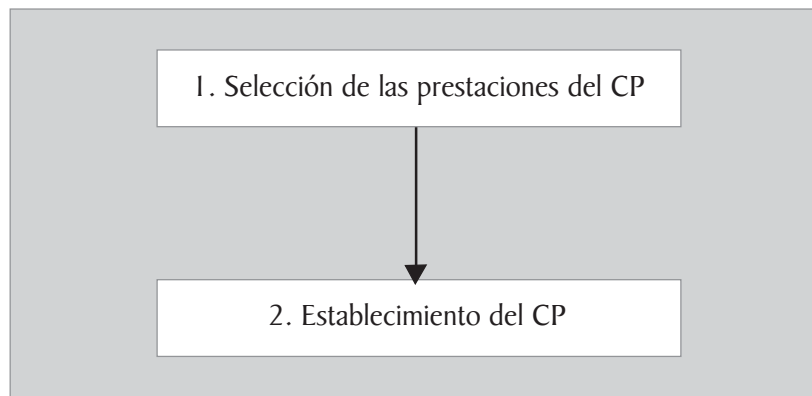 1. Selección de las prestaciones del CP
2. Establecimiento del CP